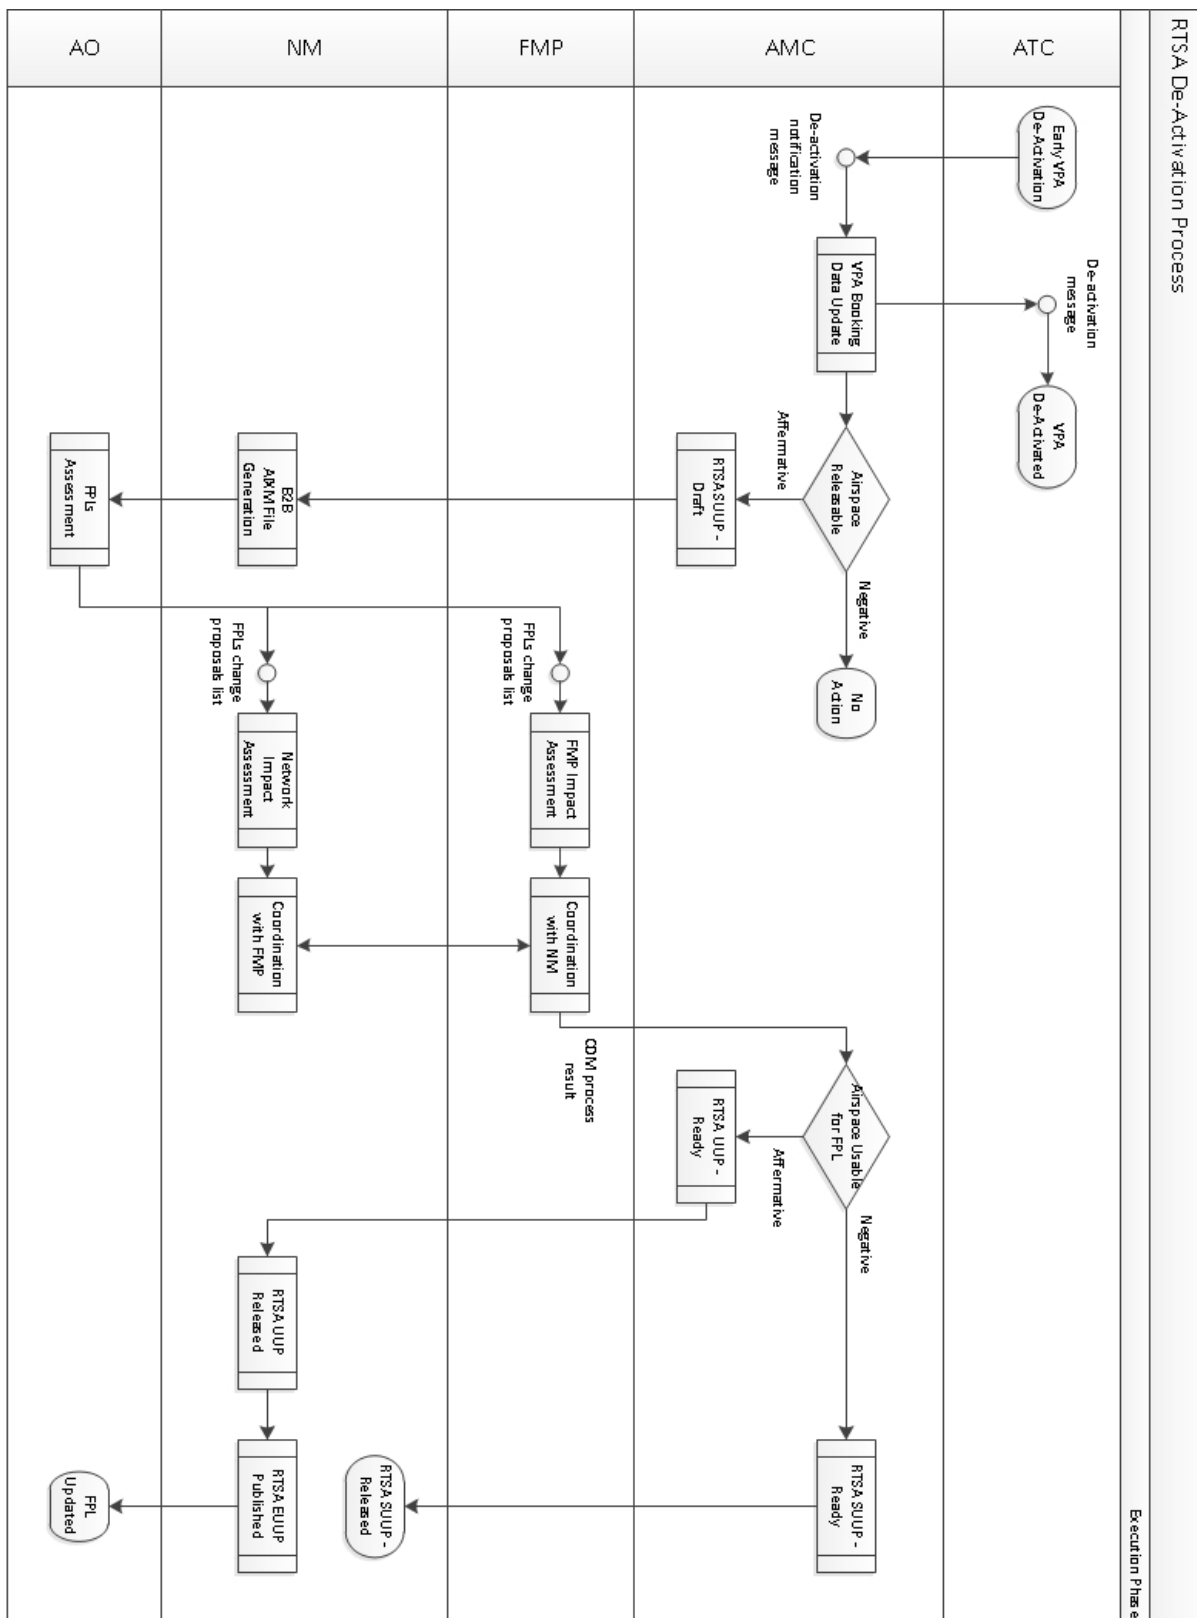 RTSA De-Activation Process
Execution Phase
ATC
AMC
FMP
NM
AO
Early VPA
De-Activation
De-activation
message
VPA
De-Activated
De-activation
notification
message
VPA Booking
Data Update
Airspace
Releasable
Affermative
Negative
No
Action
RTSA SUUP -
Draft
B2B
AIXM File
Generation
FPLs
Assessment
FPLs change
proposals list
FPLs change
proposals list
FMP Impact
Assessment
Network
Impact
Assessment
Coordination
with NM
Coordination
with FMP
CDM process
result
Airspace Usable
for FPL
Affermative
Negative
RTSA UUP -
Ready
RTSA SUUP -
Ready
RTSA UUP
Released
RTSA SUUP -
Released
RTSA EUUP
Published
FPL
Updated